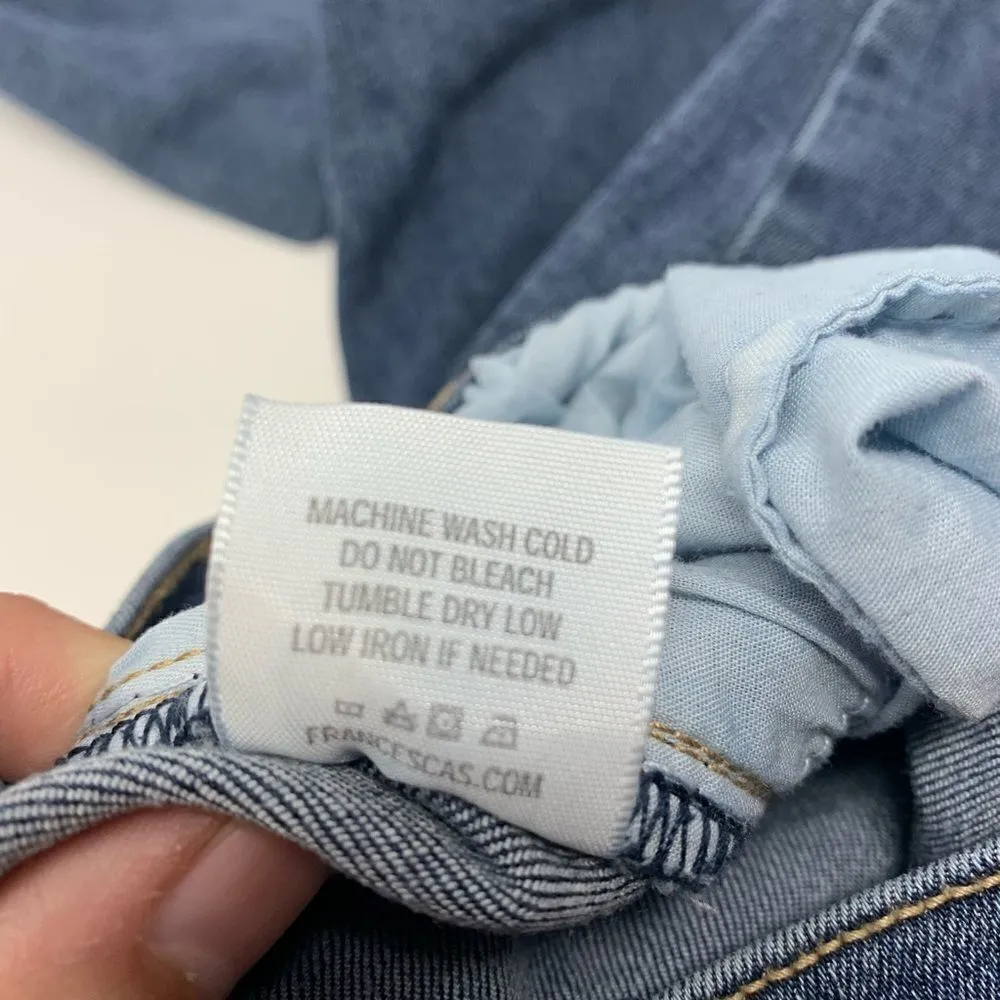 MACHINE WASH COLD
DO NOT BLEACH
TUMBLE DRY LOW
LOW IRON IF NEEDED
FRANCESCAS.COM